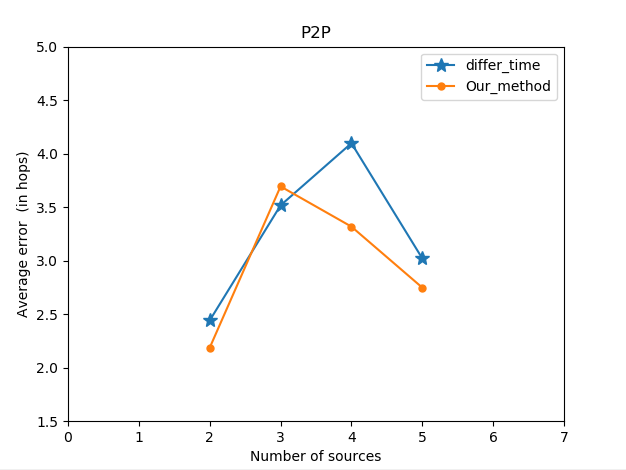 P2P
differ_time
Our_method
5.0
4.5
4.0
3.5
3.0
2.5
2.0
1.5
Average error (in hops)
0 1 2 3 4 5 6 7
Number of sources